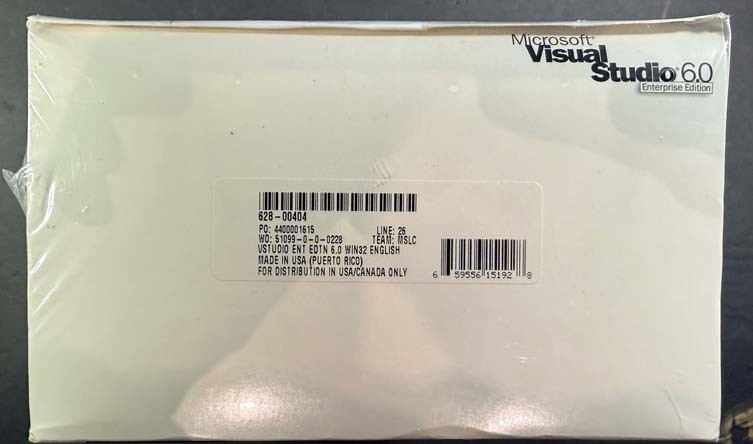 Microsoft®
Visual
Studio® 6.0
Enterprise Edition
628-00404
PO: 4400001615 LINE: 26
WO: 51099-0-0-0228 TEAM: MSLC
VSTUDIO ENT EDTN 6.0 WIN32 ENGLISH
MADE IN USA (PUERTO RICO)
FOR DISTRIBUTION IN USA/CANADA ONLY
6 59556 15192 8